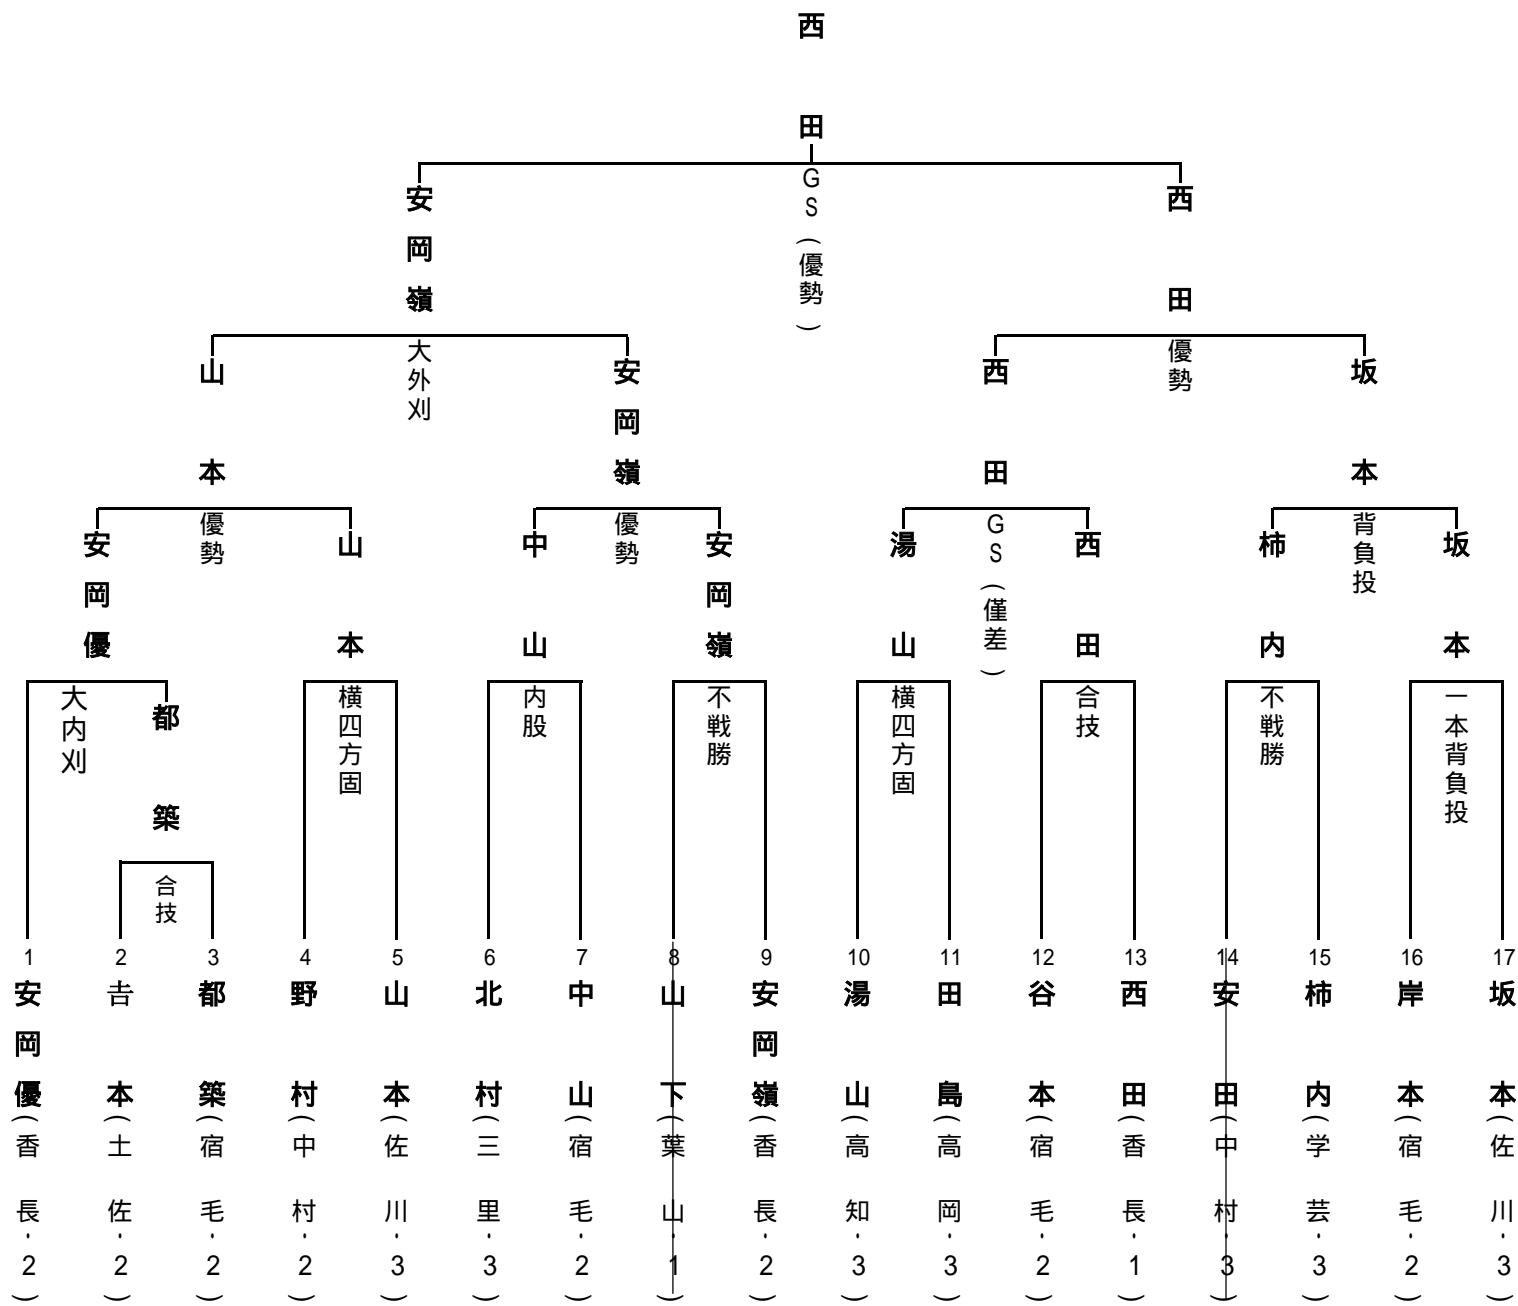 西田
GS(優勢)
安岡嶺
西田
大外刈
優勢
山本
安岡嶺
西田
坂本
優勢
優勢
GS(僅差)
背負投
安岡優
山本
中山
安岡嶺
湯山
西田
柿内
坂本
大内刈
都築
横四方固
内股
不戦勝
横四方固
合技
不戦勝
一本背負投
合技
1 安岡優(香長・2)
2 𠮷本(土佐・2)
3 都築(宿毛・2)
4 野村(中村・2)
5 山本(佐川・3)
6 北村(三里・3)
7 中山(宿毛・2)
8 山下(葉山・1)
9 安岡嶺(香長・2)
10 湯山(高知・3)
11 田島(高岡・3)
12 谷本(宿毛・2)
13 西田(香長・1)
14 安田(中村・3)
15 柿内(学芸・3)
16 岸本(宿毛・2)
17 坂本(佐川・3)